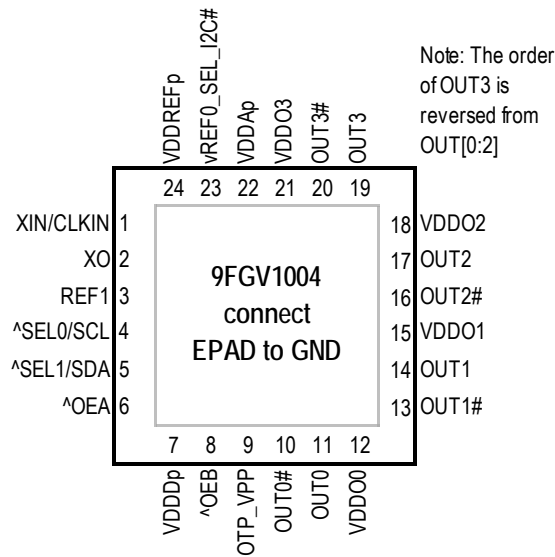 VDDREFp
vREF0_SEL_I2C#
VDDAp
VDDO3
OUT3#
OUT3
Note: The order
of OUT3 is
reversed from
OUT[0:2]
24 23 22 21 20 19
XIN/CLKIN 1
XO 2
REF1 3
^SEL0/SCL 4
^SEL1/SDA 5
^OEA 6
9FGV1004
connect
EPAD to GND
18 VDDO2
17 OUT2
16 OUT2#
15 VDDO1
14 OUT1
13 OUT1#
7 8 9 10 11 12
VDDDp
^OEB
OTP_VPP
OUT0#
OUT0
VDDO0